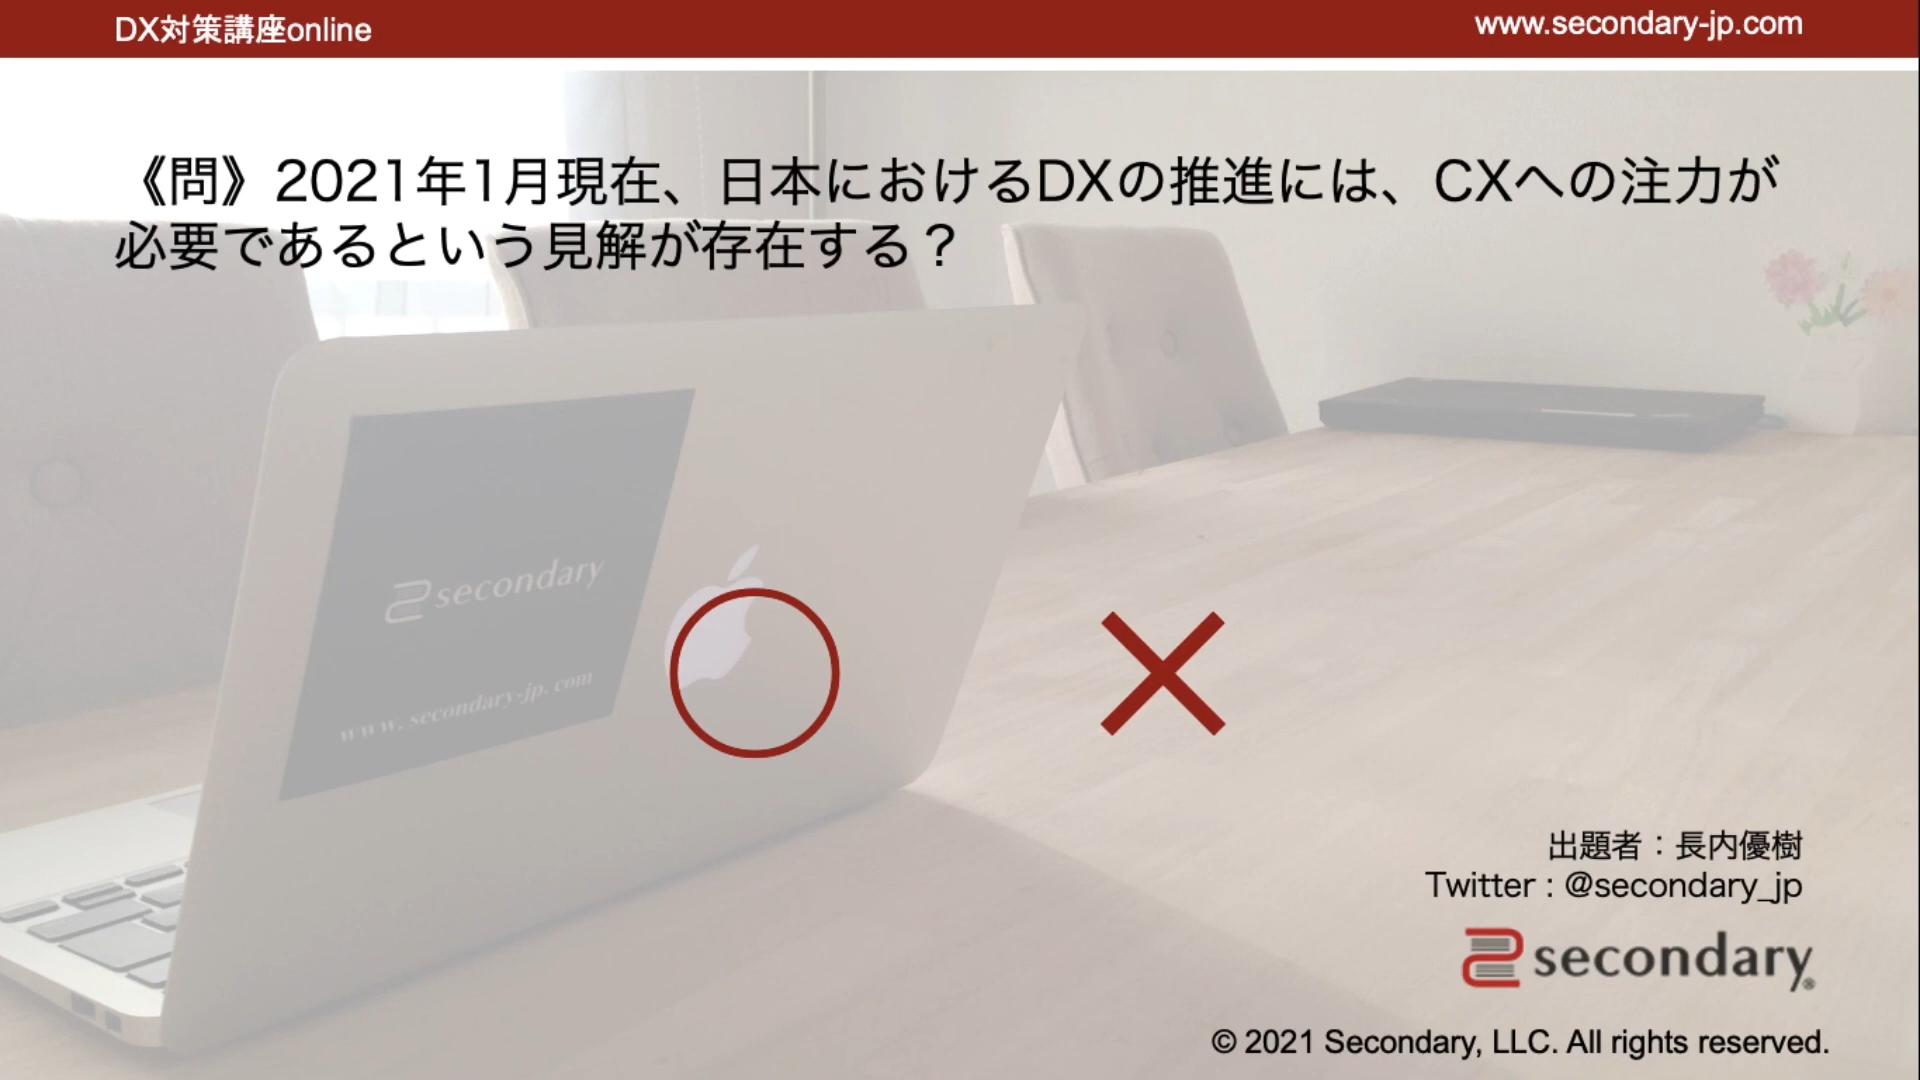 DX対策講座online
www.secondary-jp.com
《問》2021年1月現在、日本におけるDXの推進には、CXへの注力が
必要であるという見解が存在する？
secondary
www.secondary-jp.com
出題者：長内優樹
Twitter : @secondary_jp
secondary®
© 2021 Secondary, LLC. All rights reserved.